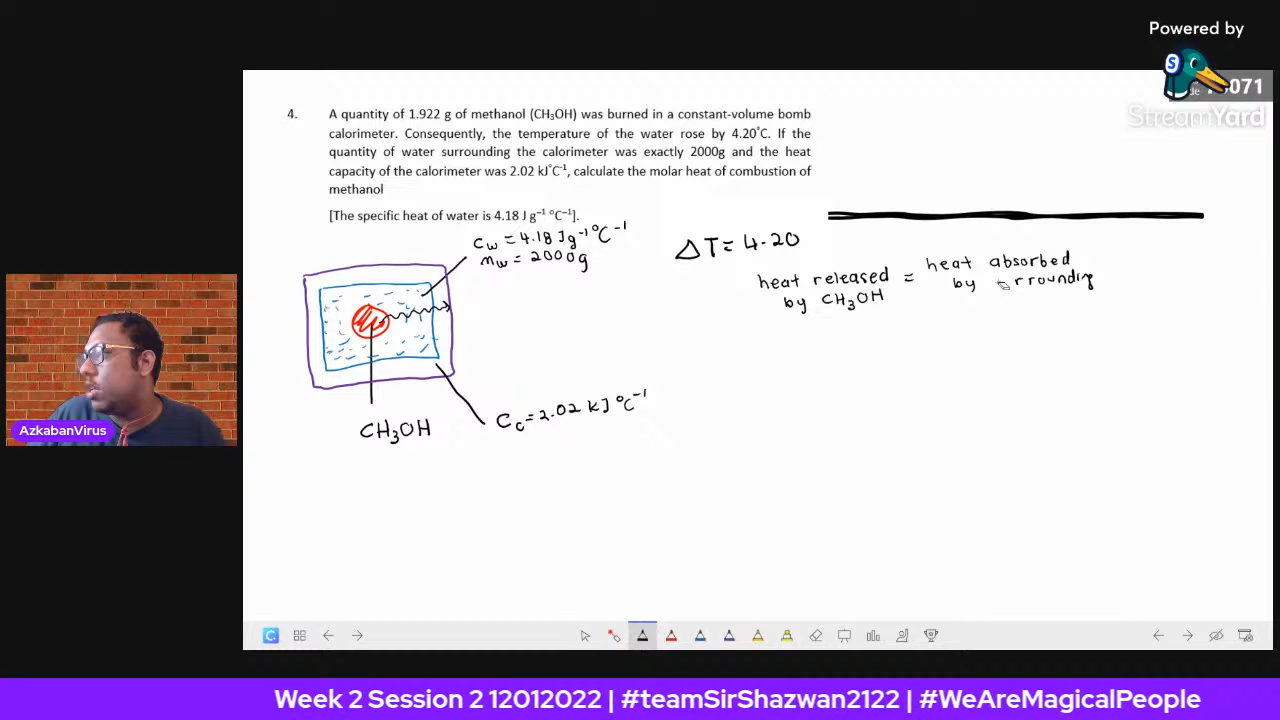 Powered by
071
StreamYard
4. A quantity of 1.922 g of methanol (CH₃OH) was burned in a constant-volume bomb
calorimeter. Consequently, the temperature of the water rose by 4.20°C. If the
quantity of water surrounding the calorimeter was exactly 2000g and the heat
capacity of the calorimeter was 2.02 kJ°C⁻¹, calculate the molar heat of combustion of
methanol
[The specific heat of water is 4.18 J g⁻¹ °C⁻¹].
Cw = 4.18 Jg⁻¹°C⁻¹
mw = 2000g
ΔT = 4.20
heat released = heat absorbed
by CH₃OH by rrounding
CH₃OH
Cc = 2.02 kJ °C⁻¹
AzkabanVirus
Week 2 Session 2 12012022 | #teamSirShazwan2122 | #WeAreMagicalPeople